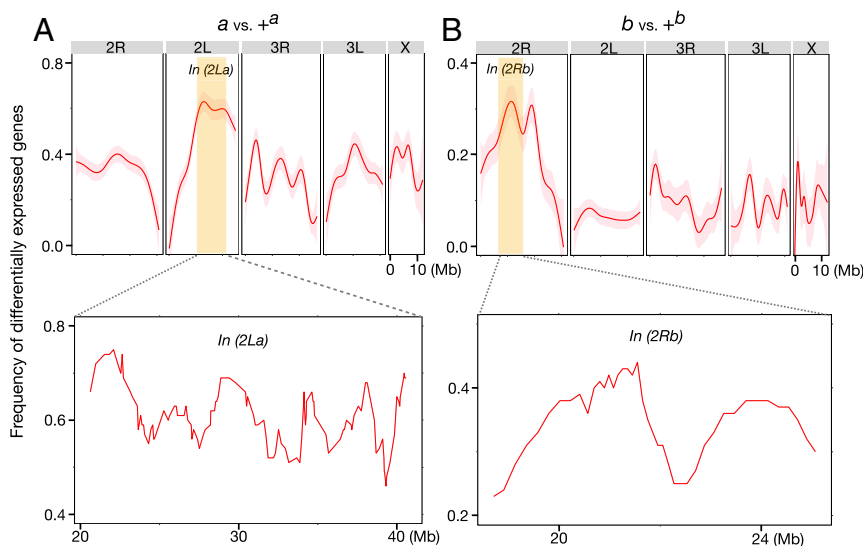 A
a vs. +a
2R 2L 3R 3L X
In (2La)
0.8
0.4
0.0
0 10 (Mb)
B
b vs. +b
2R 2L 3R 3L X
In (2Rb)
0.4
0.2
0.0
0 10 (Mb)
Frequency of differentially expressed genes
In (2La)
0.8
0.6
0.4
20 30 40 (Mb)
In (2Rb)
0.4
0.2
20 24 (Mb)